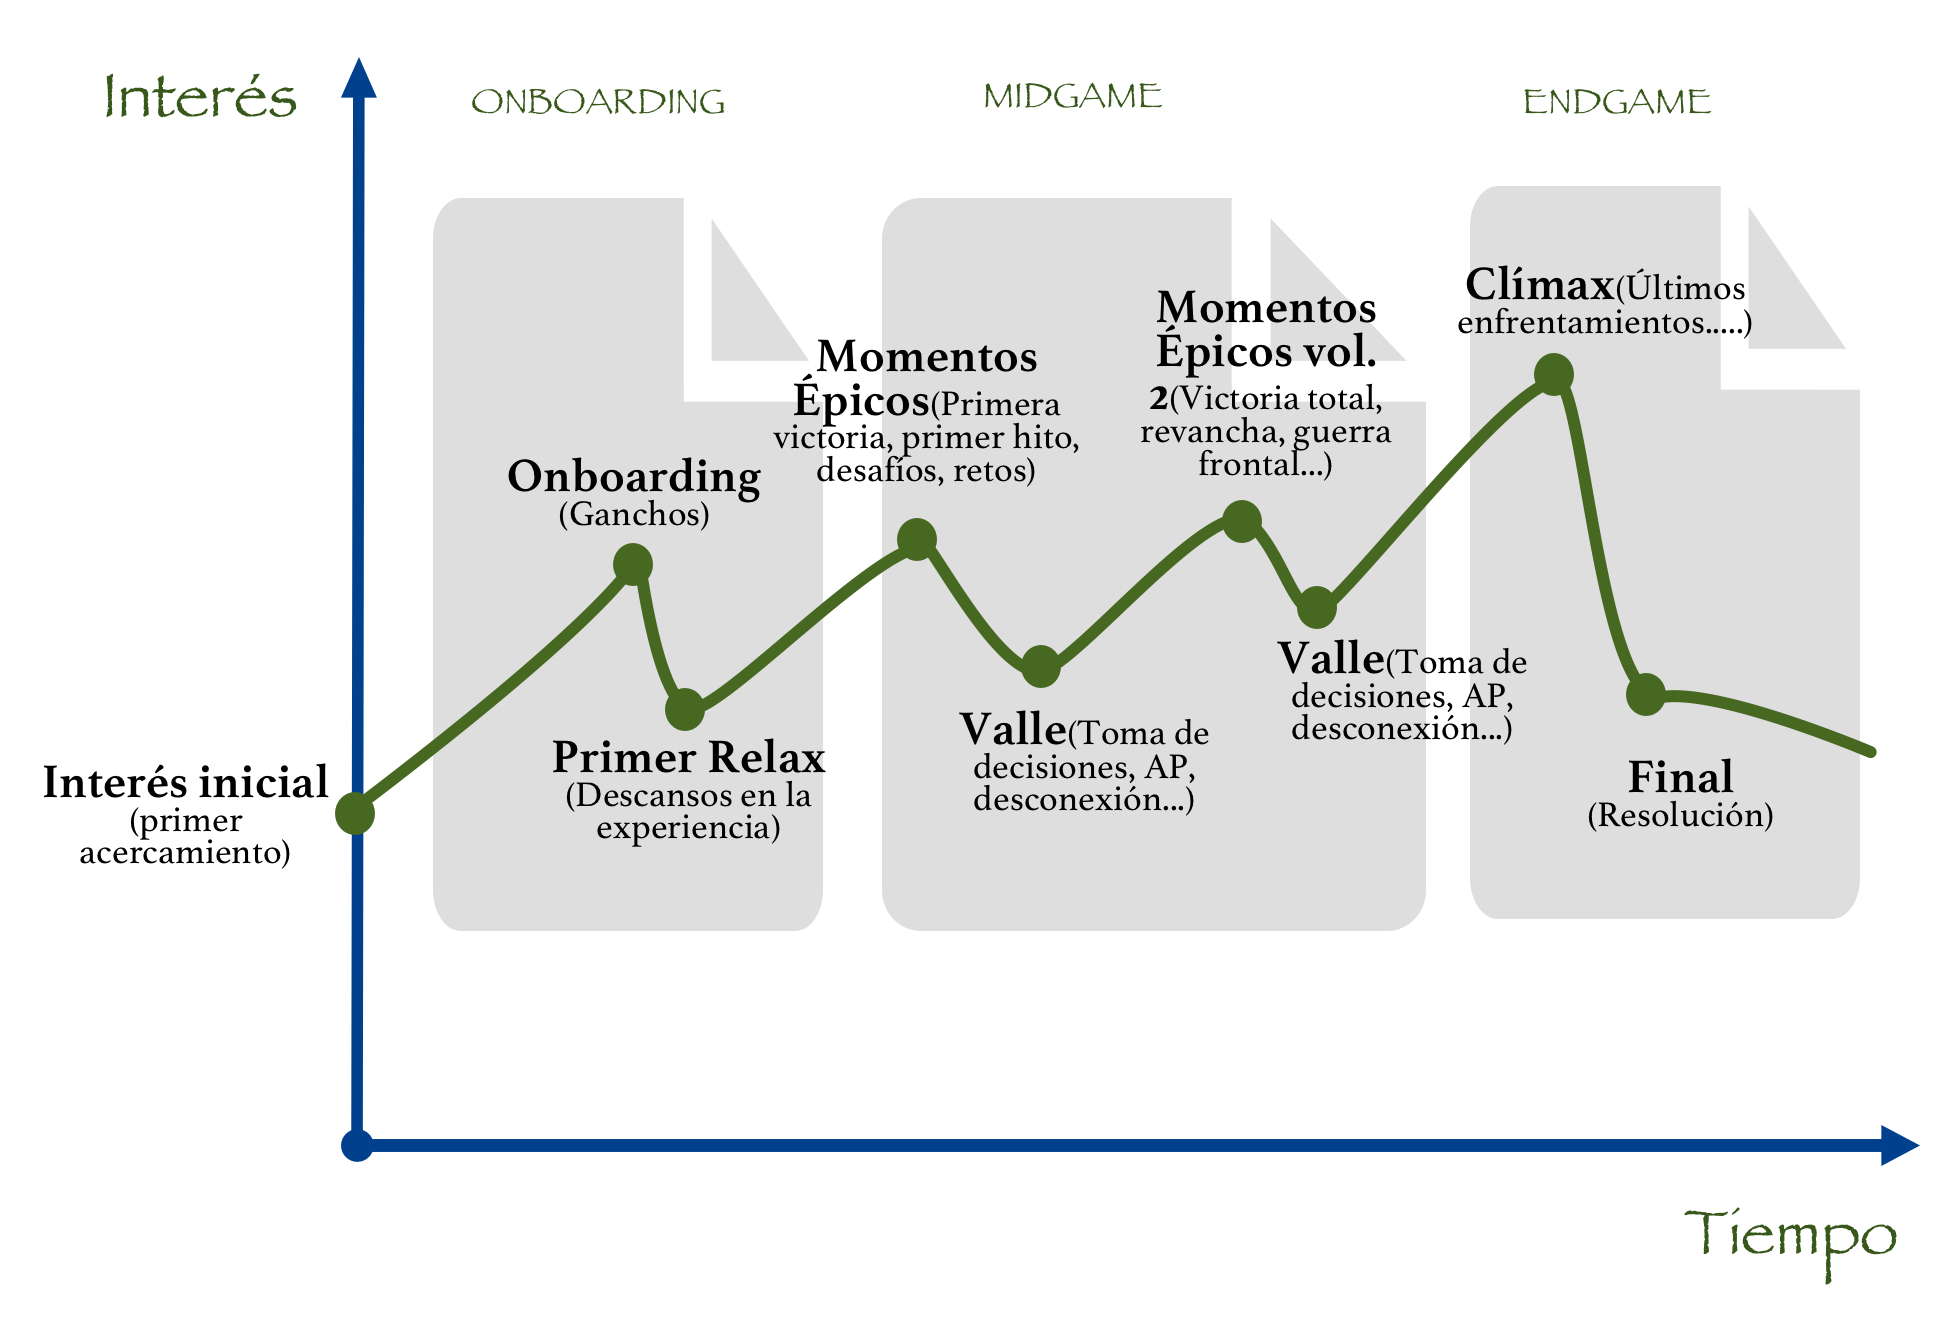 Interés
ONBOARDING
MIDGAME
ENDGAME
Clímax(Últimos
enfrentamientos.....)
Momentos
Épicos vol.
2(Victoria total,
revancha, guerra
frontal...)
Momentos
Épicos(Primera
victoria, primer hito,
desafíos, retos)
Onboarding
(Ganchos)
Valle(Toma de
decisiones, AP,
desconexión...)
Valle(Toma de
decisiones, AP,
desconexión...)
Primer Relax
(Descansos en la
experiencia)
Interés inicial
(primer
acercamiento)
Final
(Resolución)
Tiempo